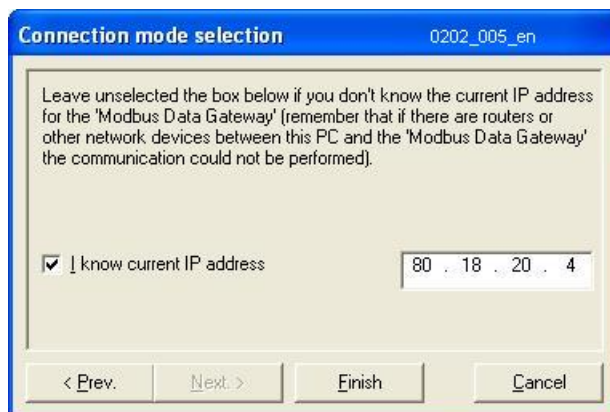 Connection mode selection 0202_005_en
Leave unselected the box below if you don't know the current IP address
for the 'Modbus Data Gateway' (remember that if there are routers or
other network devices between this PC and the 'Modbus Data Gateway'
the communication could not be performed).
I know current IP address 80 . 18 . 20 . 4
< Prev. Next > Finish Cancel